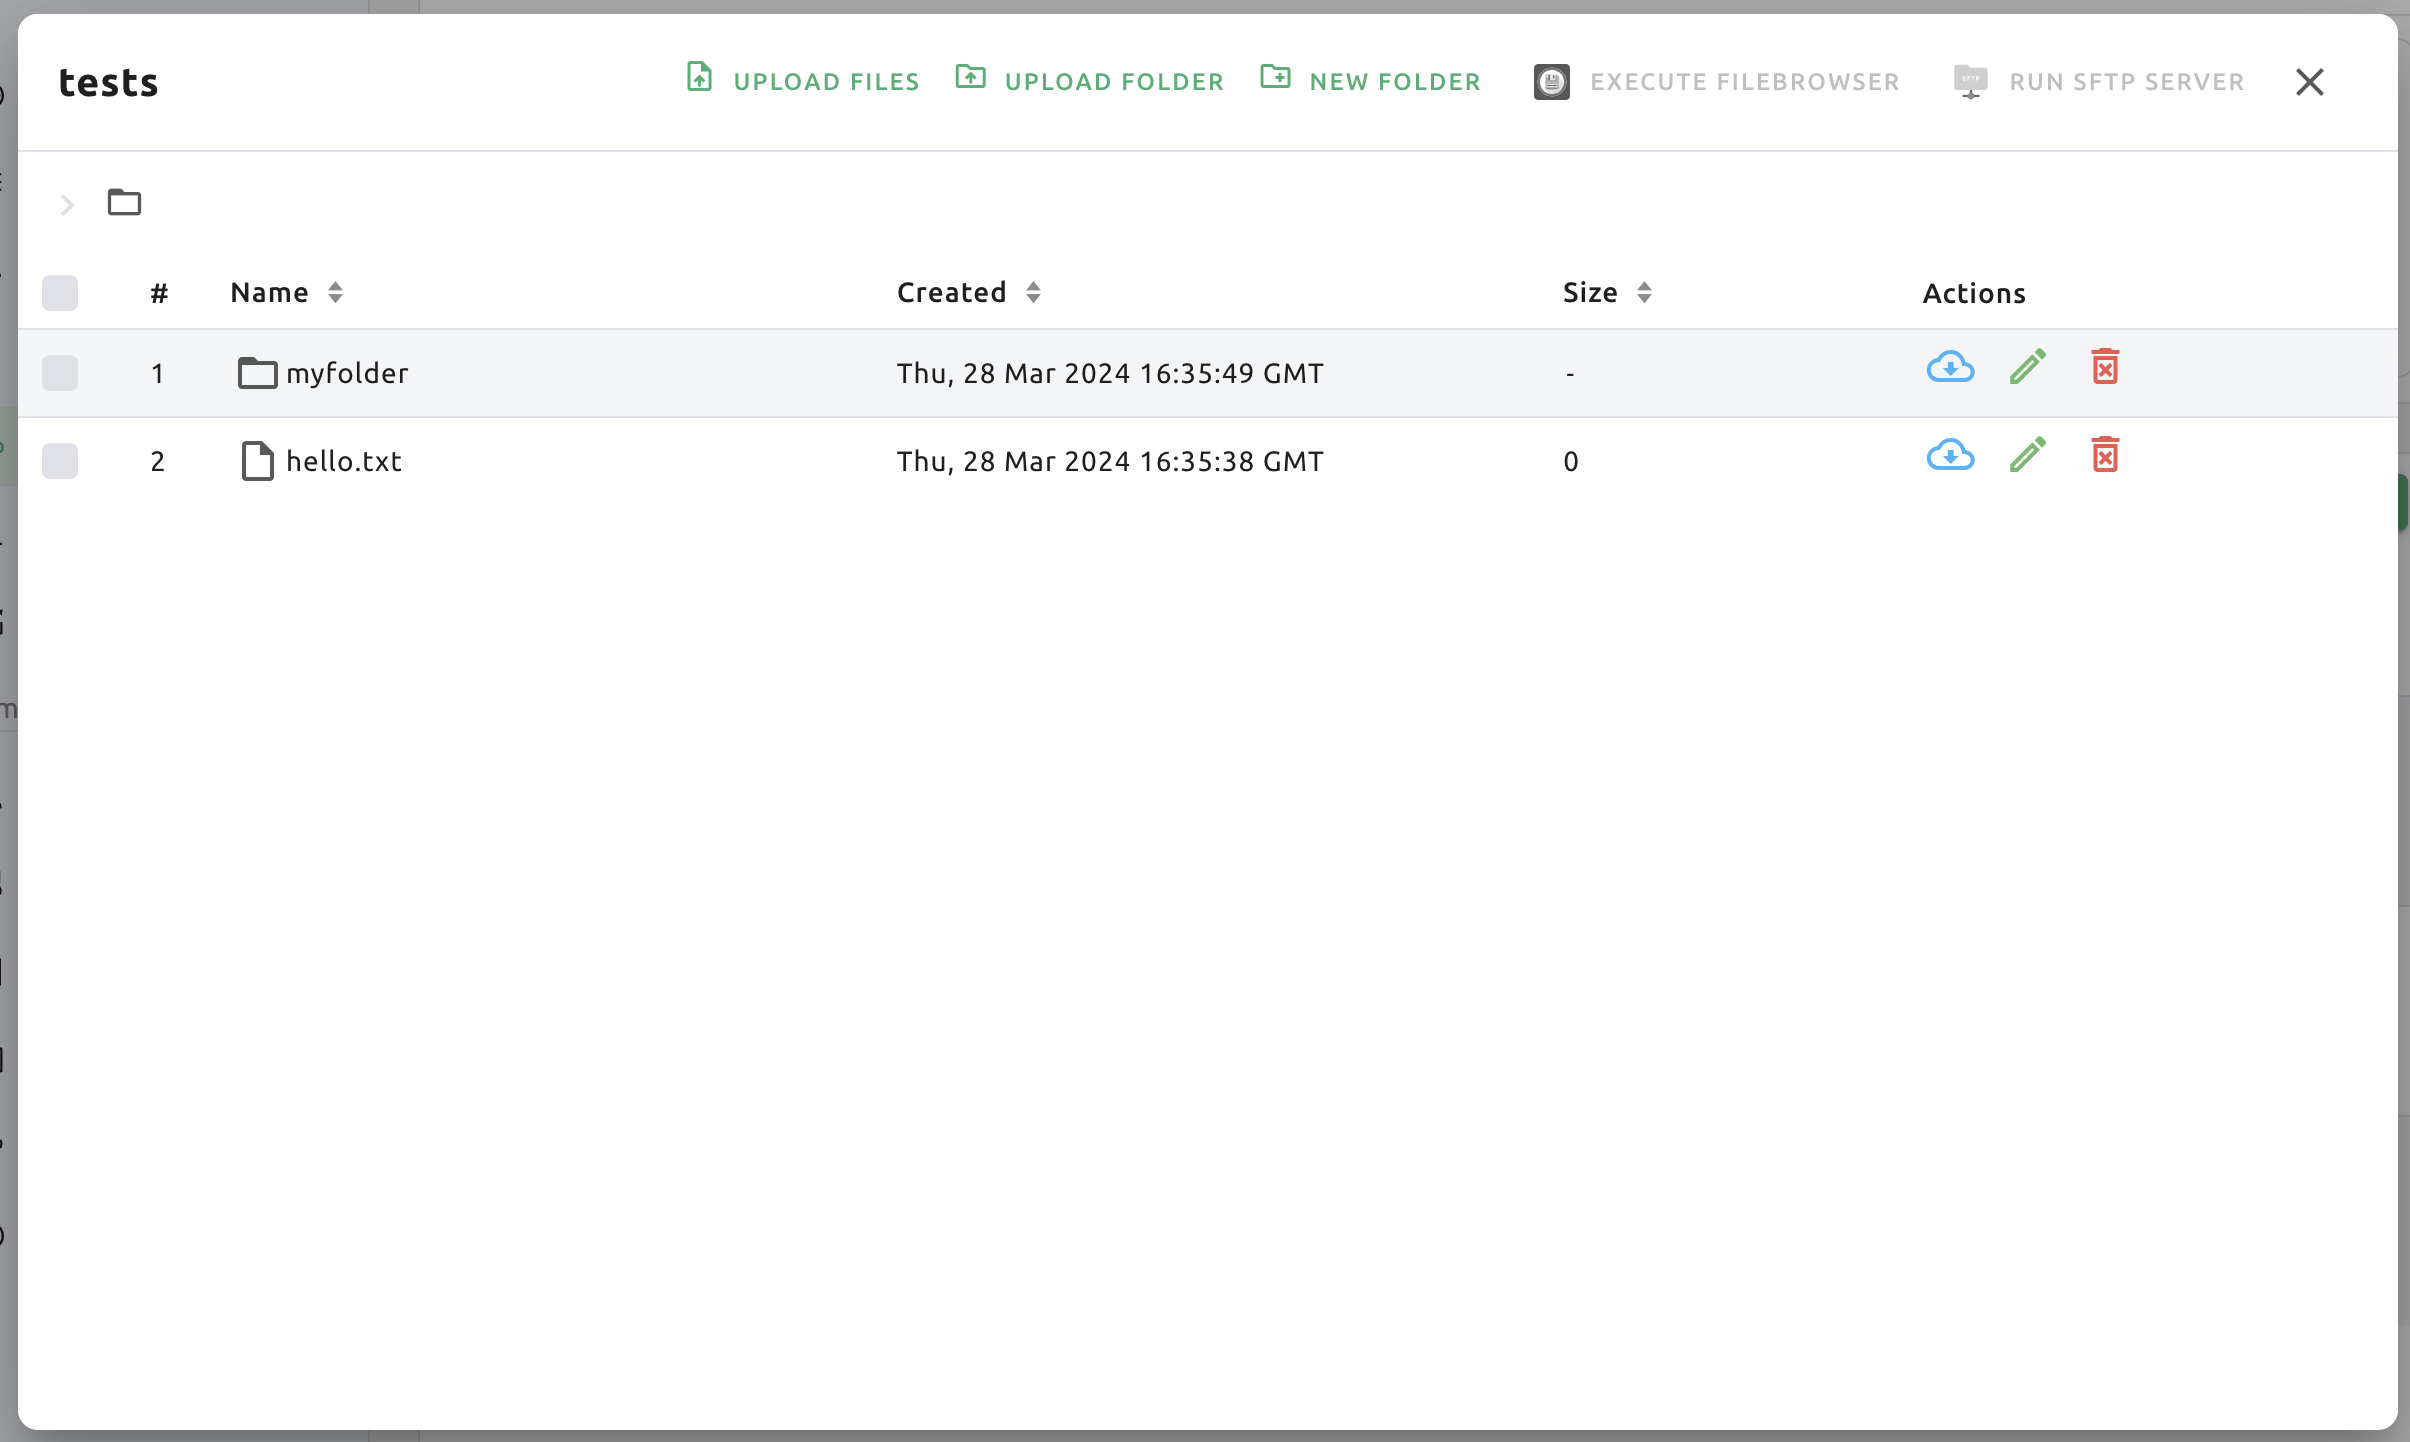 tests
UPLOAD FILES UPLOAD FOLDER NEW FOLDER EXECUTE FILEBROWSER SFTP RUN SFTP SERVER
# Name Created Size Actions
1 myfolder Thu, 28 Mar 2024 16:35:49 GMT -
2 hello.txt Thu, 28 Mar 2024 16:35:38 GMT 0